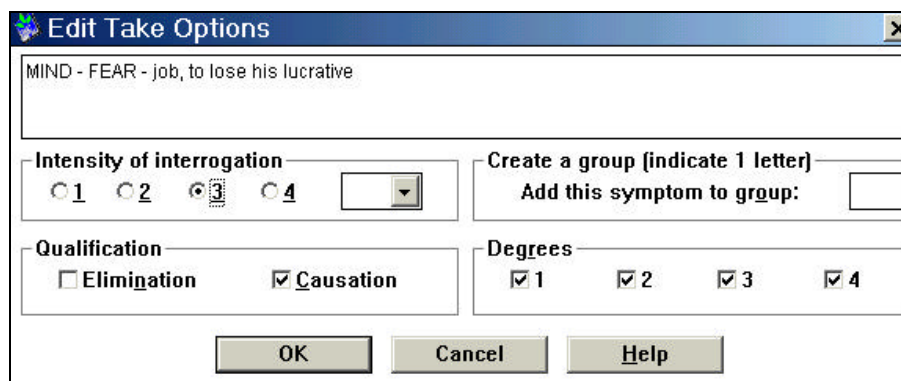 Edit Take Options
MIND - FEAR - job, to lose his lucrative
Intensity of interrogation
1 2 3 4
Create a group (indicate 1 letter)
Add this symptom to group:
Qualification
Elimination Causation
Degrees
1 2 3 4
OK Cancel Help